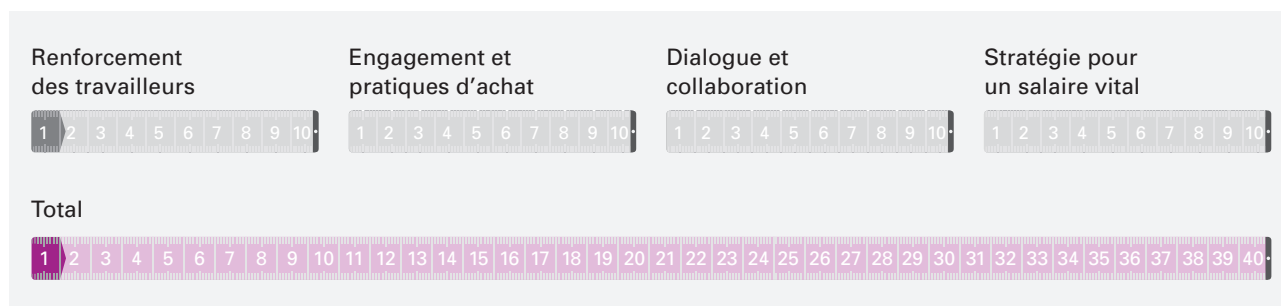 Renforcement
des travailleurs
Engagement et
pratiques d’achat
Dialogue et
collaboration
Stratégie pour
un salaire vital
1 2 3 4 5 6 7 8 9 10
1 2 3 4 5 6 7 8 9 10
1 2 3 4 5 6 7 8 9 10
1 2 3 4 5 6 7 8 9 10
Total
1 2 3 4 5 6 7 8 9 10 11 12 13 14 15 16 17 18 19 20 21 22 23 24 25 26 27 28 29 30 31 32 33 34 35 36 37 38 39 40